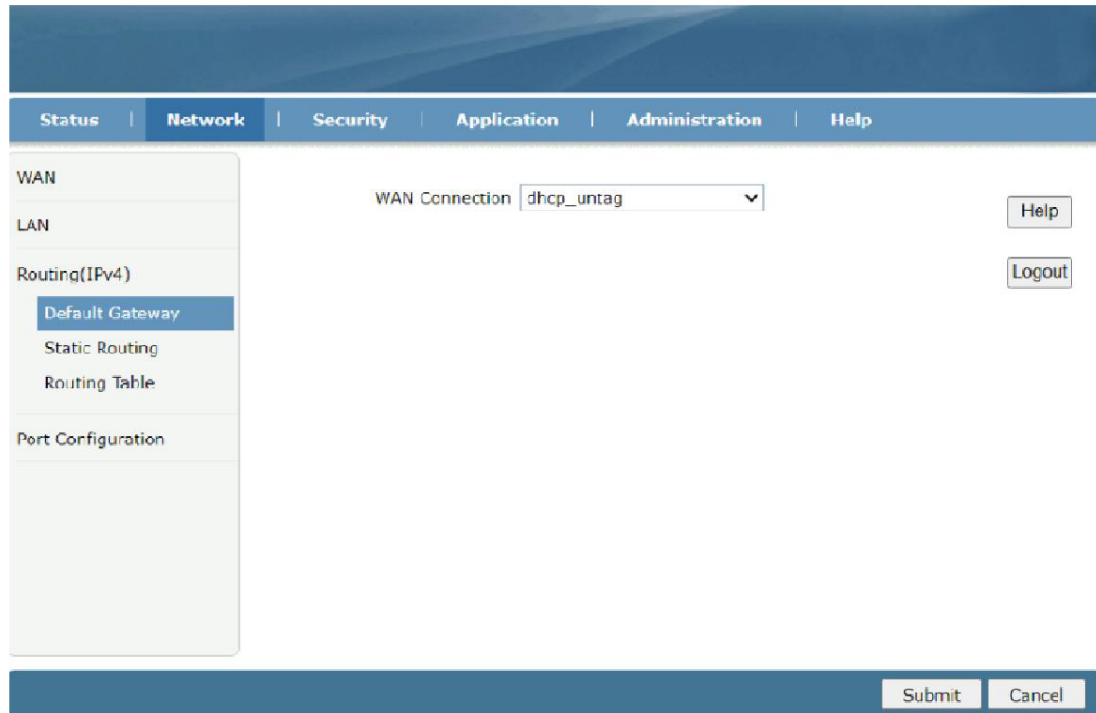 Status | Network | Security | Application | Administration | Help
WAN
LAN
Routing(IPv4)
Default Gateway
Static Routing
Routing Table
Port Configuration
WAN Connection dhcp_untag
Help
Logout
Submit Cancel